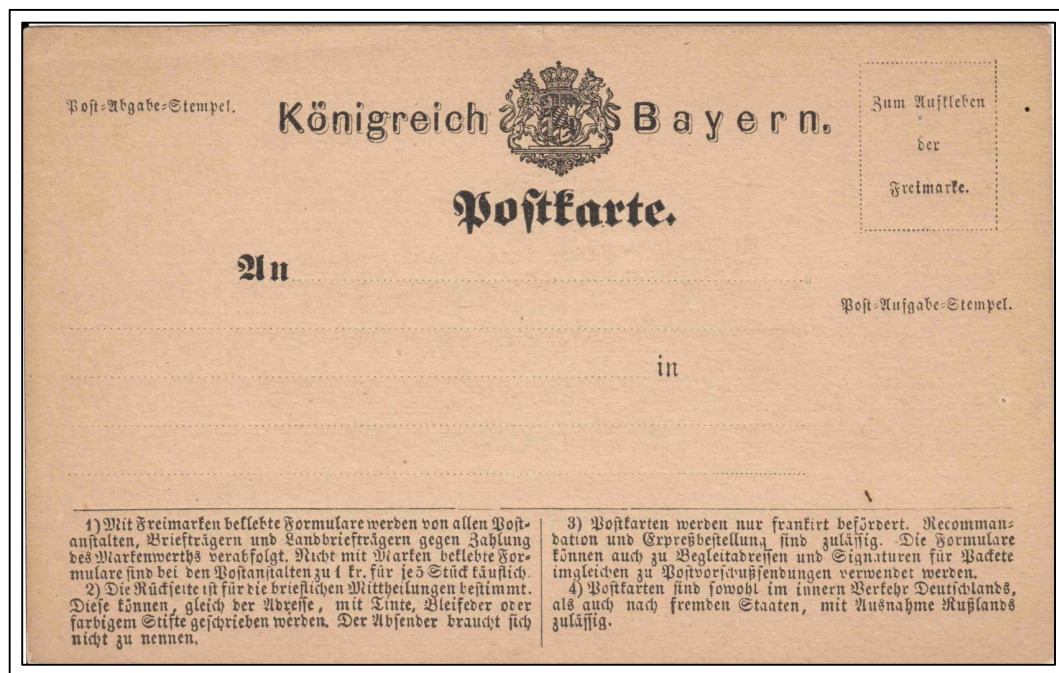 Post-Abgabe-Stempel.
Königreich Bayern.
Zum Aufkleben
der
Freimarke.
Postkarte.
An
Post-Aufgabe-Stempel.
in
1) Mit Freimarken beklebte Formulare werden von allen Post-
anstalten, Briefträgern und Landbriefträgern gegen Zahlung
des Markenwerths verabfolgt. Nicht mit Marken beklebte For-
mulare sind bei den Postanstalten zu 1 kr. für je 5 Stück käuflich.
2) Die Rückseite ist für die brieflichen Mittheilungen bestimmt.
Diese können, gleich der Adresse, mit Tinte, Bleifeder oder
farbigem Stifte geschrieben werden. Der Absender braucht sich
nicht zu nennen.
3) Postkarten werden nur frankirt befördert. Recomman-
dation und Expreßbestellung sind zulässig. Die Formulare
können auch zu Begleitadressen und Signaturen für Packete
imgleichen zu Postvorschußsendungen verwendet werden.
4) Postkarten sind sowohl im innern Verkehr Deutschlands,
als auch nach fremden Staaten, mit Ausnahme Rußlands
zulässig.